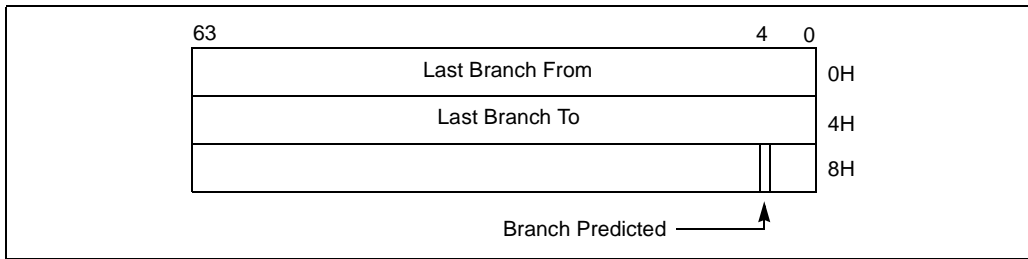 63 4 0
Last Branch From 0H
Last Branch To 4H
8H
Branch Predicted